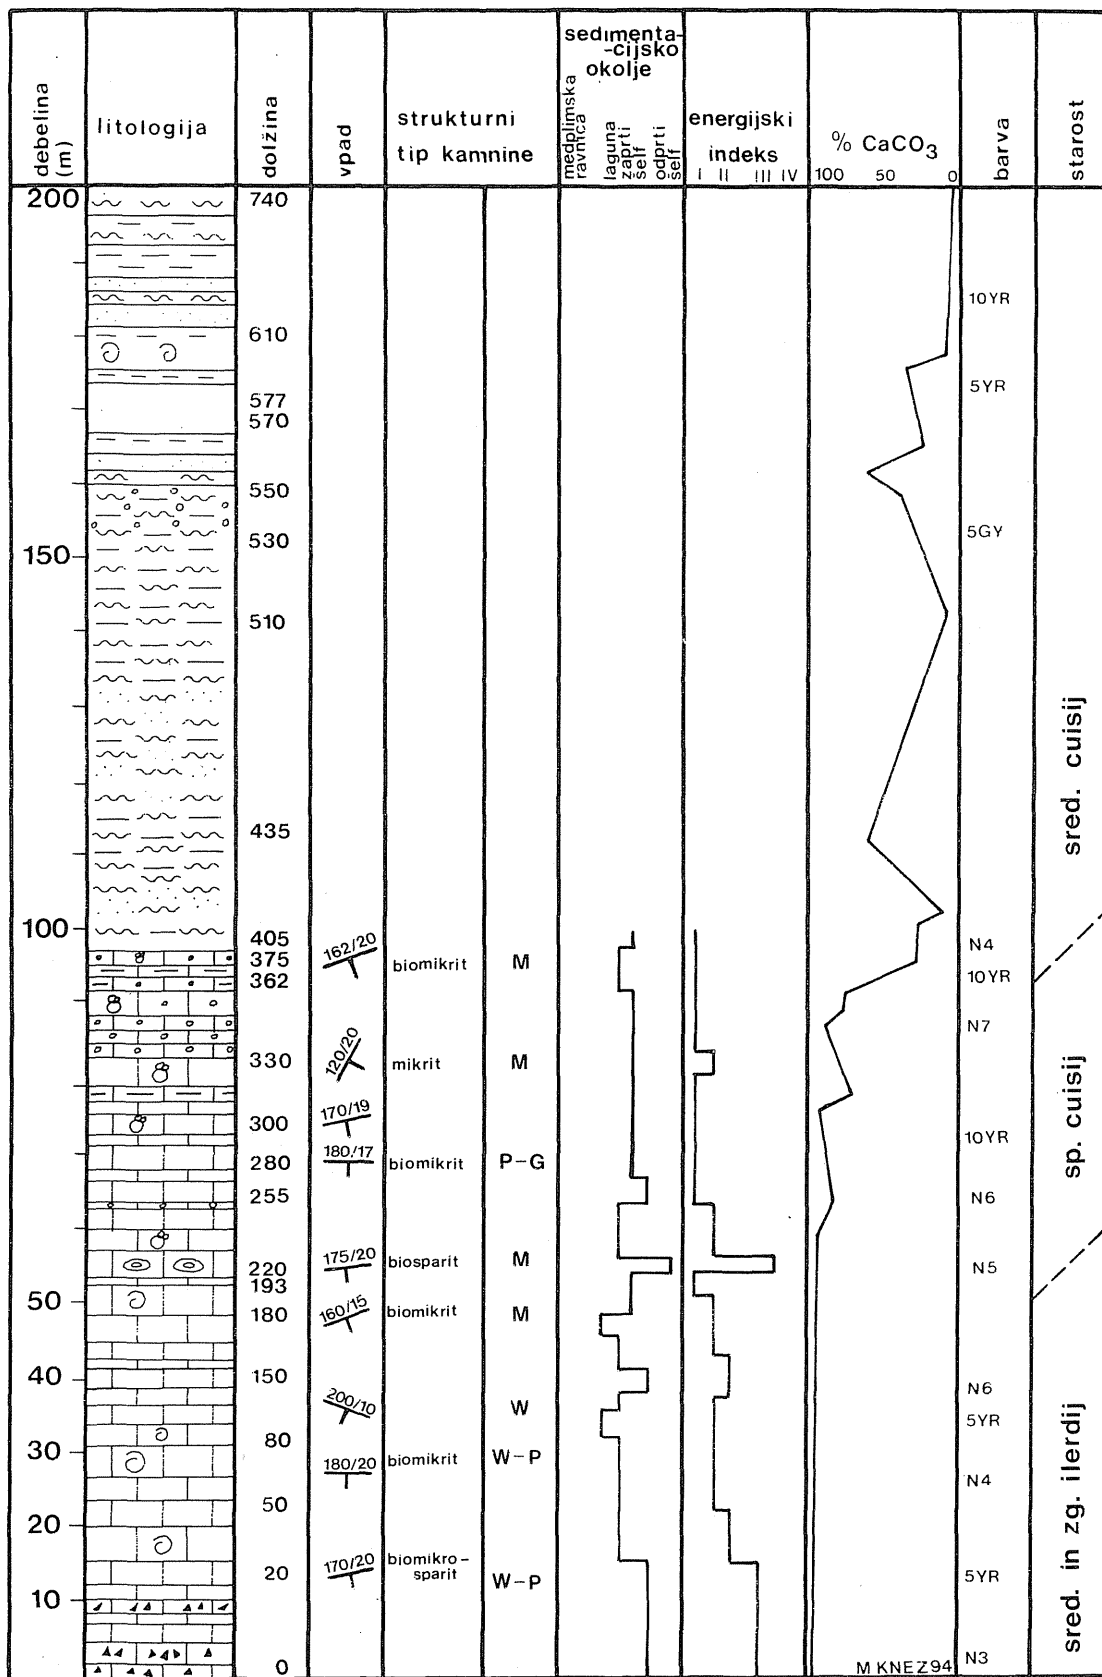 debelina (m)
litologija
dolžina
vpad
strukturni
tip kamnine
sedimenta-
-cijsko
okolje
medplimska
ravnica
laguna
zaprti
šelf
odprti
šelf
energijski
indeks
I II III IV
% CaCO3
100 50 0
barva
starost
200
150
100
50
40
30
20
10
740
610
577
570
550
530
510
435
405
375
362
330
300
280
255
220
193
180
150
80
50
20
0
162/20
120/20
170/19
180/17
175/20
160/15
200/10
180/20
170/20
biomikrit M
mikrit M
biomikrit P-G
biosparit M
biomikrit M
W
biomikrit W-P
biomikro-
sparit W-P
10YR
5YR
5GY
N4
10YR
N7
10YR
N6
N5
N6
5YR
N4
5YR
N3
sred. cuisij
sp. cuisij
sred. in zg. ilerdij
M KNEZ94